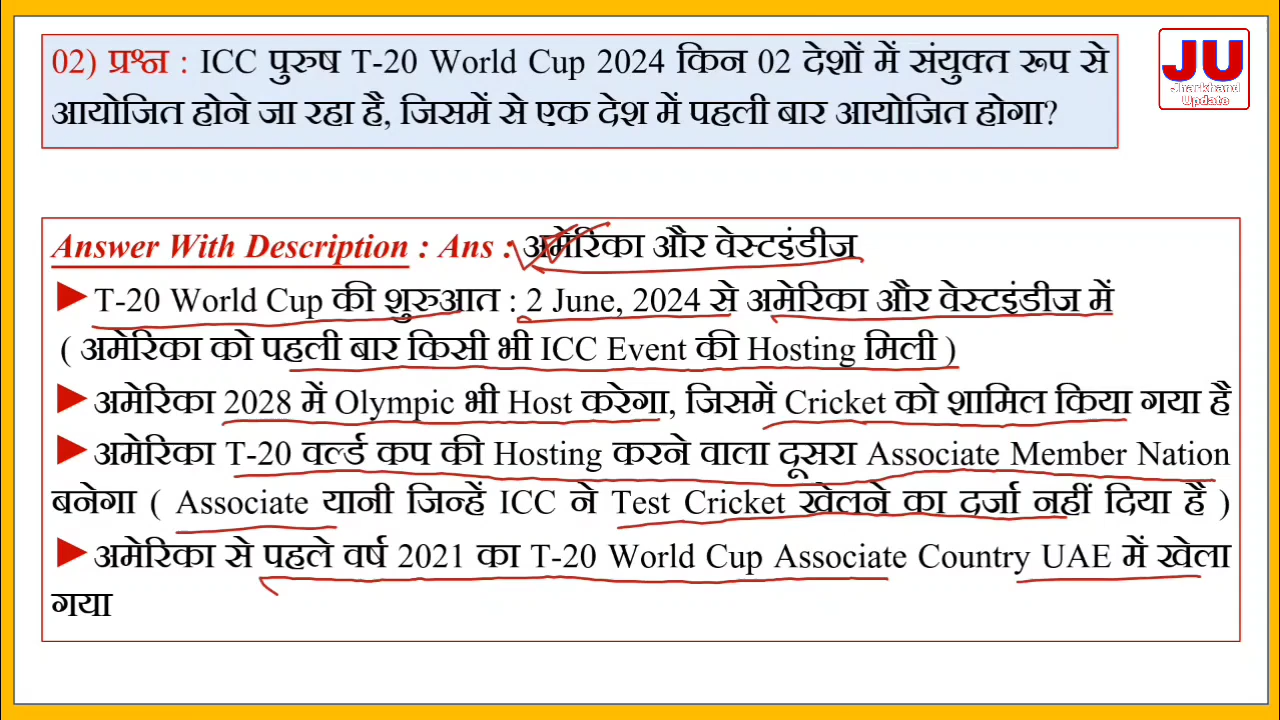 02) प्रश्न : ICC पुरुष T-20 World Cup 2024 किन 02 देशों में संयुक्त रूप से
आयोजित होने जा रहा है, जिसमें से एक देश में पहली बार आयोजित होगा?
JU
Jharkhand
Update
Answer With Description : Ans : अमेरिका और वेस्टइंडीज
►T-20 World Cup की शुरुआत : 2 June, 2024 से अमेरिका और वेस्टइंडीज में
( अमेरिका को पहली बार किसी भी ICC Event की Hosting मिली )
►अमेरिका 2028 में Olympic भी Host करेगा, जिसमें Cricket को शामिल किया गया है
►अमेरिका T-20 वर्ल्ड कप की Hosting करने वाला दूसरा Associate Member Nation
बनेगा ( Associate यानी जिन्हें ICC ने Test Cricket खेलने का दर्जा नहीं दिया है )
►अमेरिका से पहले वर्ष 2021 का T-20 World Cup Associate Country UAE में खेला
गया